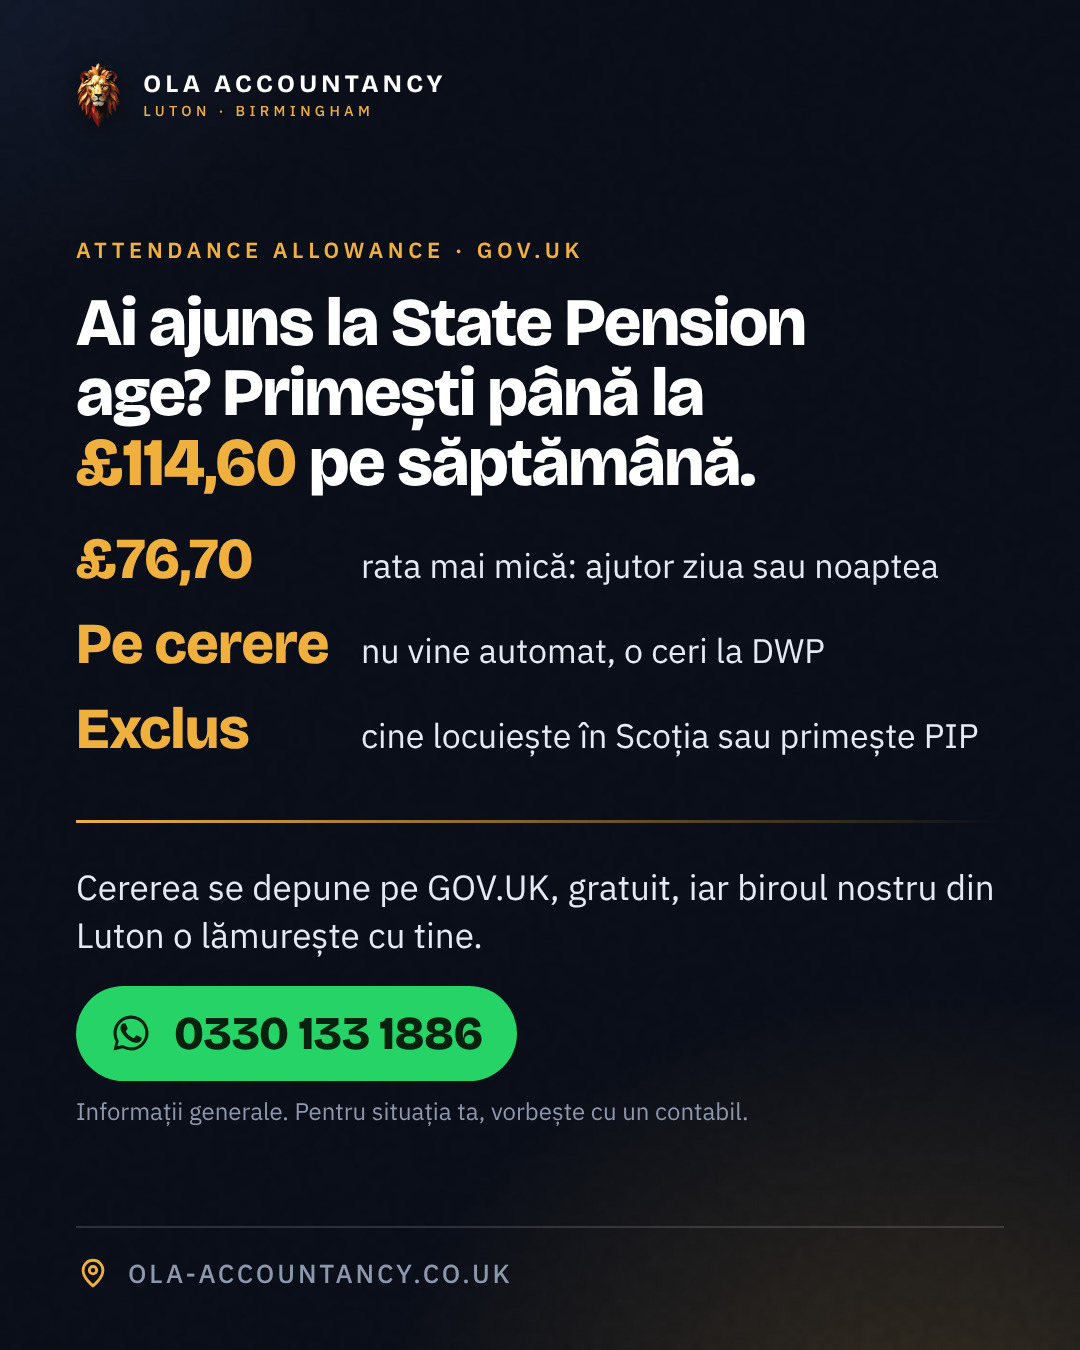 OLA ACCOUNTANCY
LUTON · BIRMINGHAM
ATTENDANCE ALLOWANCE · GOV.UK
Ai ajuns la State Pension
age? Primești până la
£114,60 pe săptămână.
£76,70 rata mai mică: ajutor ziua sau noaptea
Pe cerere nu vine automat, o ceri la DWP
Exclus cine locuiește în Scoția sau primește PIP
Cererea se depune pe GOV.UK, gratuit, iar biroul nostru din
Luton o lămurește cu tine.
0330 133 1886
Informații generale. Pentru situația ta, vorbește cu un contabil.
OLA-ACCOUNTANCY.CO.UK